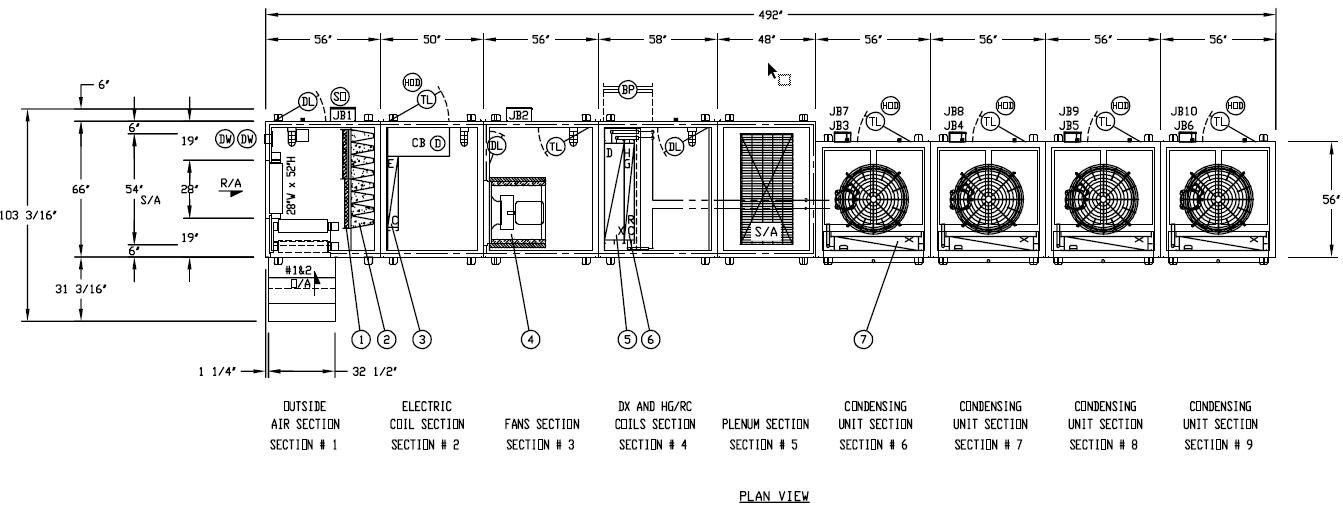 492"
56" 50" 56" 58" 48" 56" 56" 56" 56"
6"
DL SD JB1
HOD TL
JB2
BP
JB7 HOD
JB3 TL
JB8 HOD
JB4 TL
JB9 HOD
JB5 TL
JB10 HOD
JB6 TL
6"
19"
DW DW
CB D
DL TL
D G
DL
E
66" 54" 28"
S/A
R/A
28"W x 52"H
103 3/16"
56"
C
R
X C
S/A
19"
6"
X X X X
#1&2
O/A
31 3/16"
1 2 3 4 5 6 7
1 1/4" 32 1/2"
OUTSIDE
AIR SECTION
SECTION # 1
ELECTRIC
COIL SECTION
SECTION # 2
FANS SECTION
SECTION # 3
DX AND HG/RC
COILS SECTION
SECTION # 4
PLENUM SECTION
SECTION # 5
CONDENSING
UNIT SECTION
SECTION # 6
CONDENSING
UNIT SECTION
SECTION # 7
CONDENSING
UNIT SECTION
SECTION # 8
CONDENSING
UNIT SECTION
SECTION # 9
PLAN VIEW